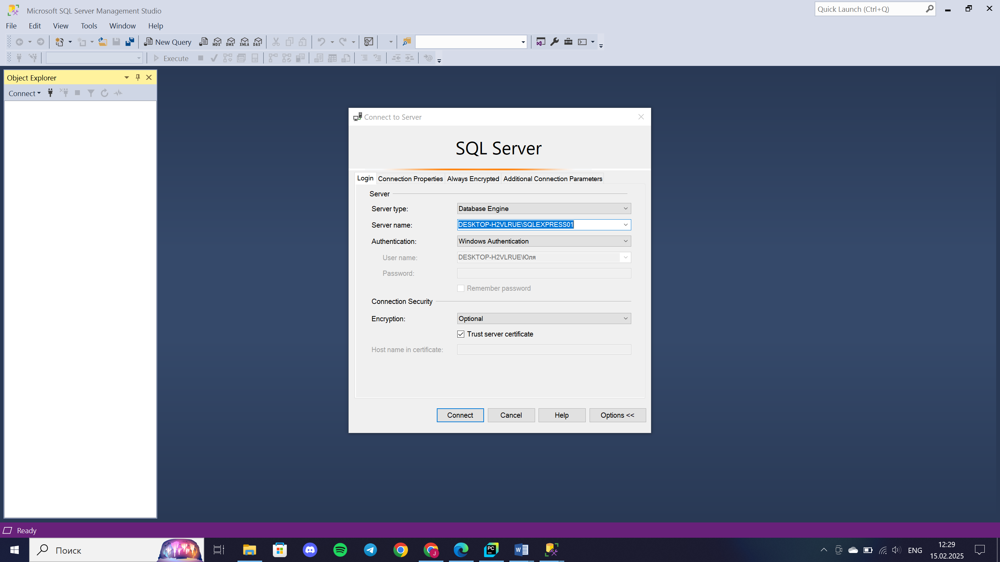 Microsoft SQL Server Management Studio
Quick Launch (Ctrl+Q)
File Edit View Tools Window Help
New Query MDX DMX XMLA DAX
Execute
Object Explorer
Connect
Connect to Server
SQL Server
Login Connection Properties Always Encrypted Additional Connection Parameters
Server
Server type: Database Engine
Server name: DESKTOP-H2VLRUE\SQLEXPRESS01
Authentication: Windows Authentication
User name: DESKTOP-H2VLRUE\Юля
Password:
Remember password
Connection Security
Encryption: Optional
Trust server certificate
Host name in certificate:
Connect Cancel Help Options <<
Ready
Поиск
J
PC
W
ENG
12:29
15.02.2025